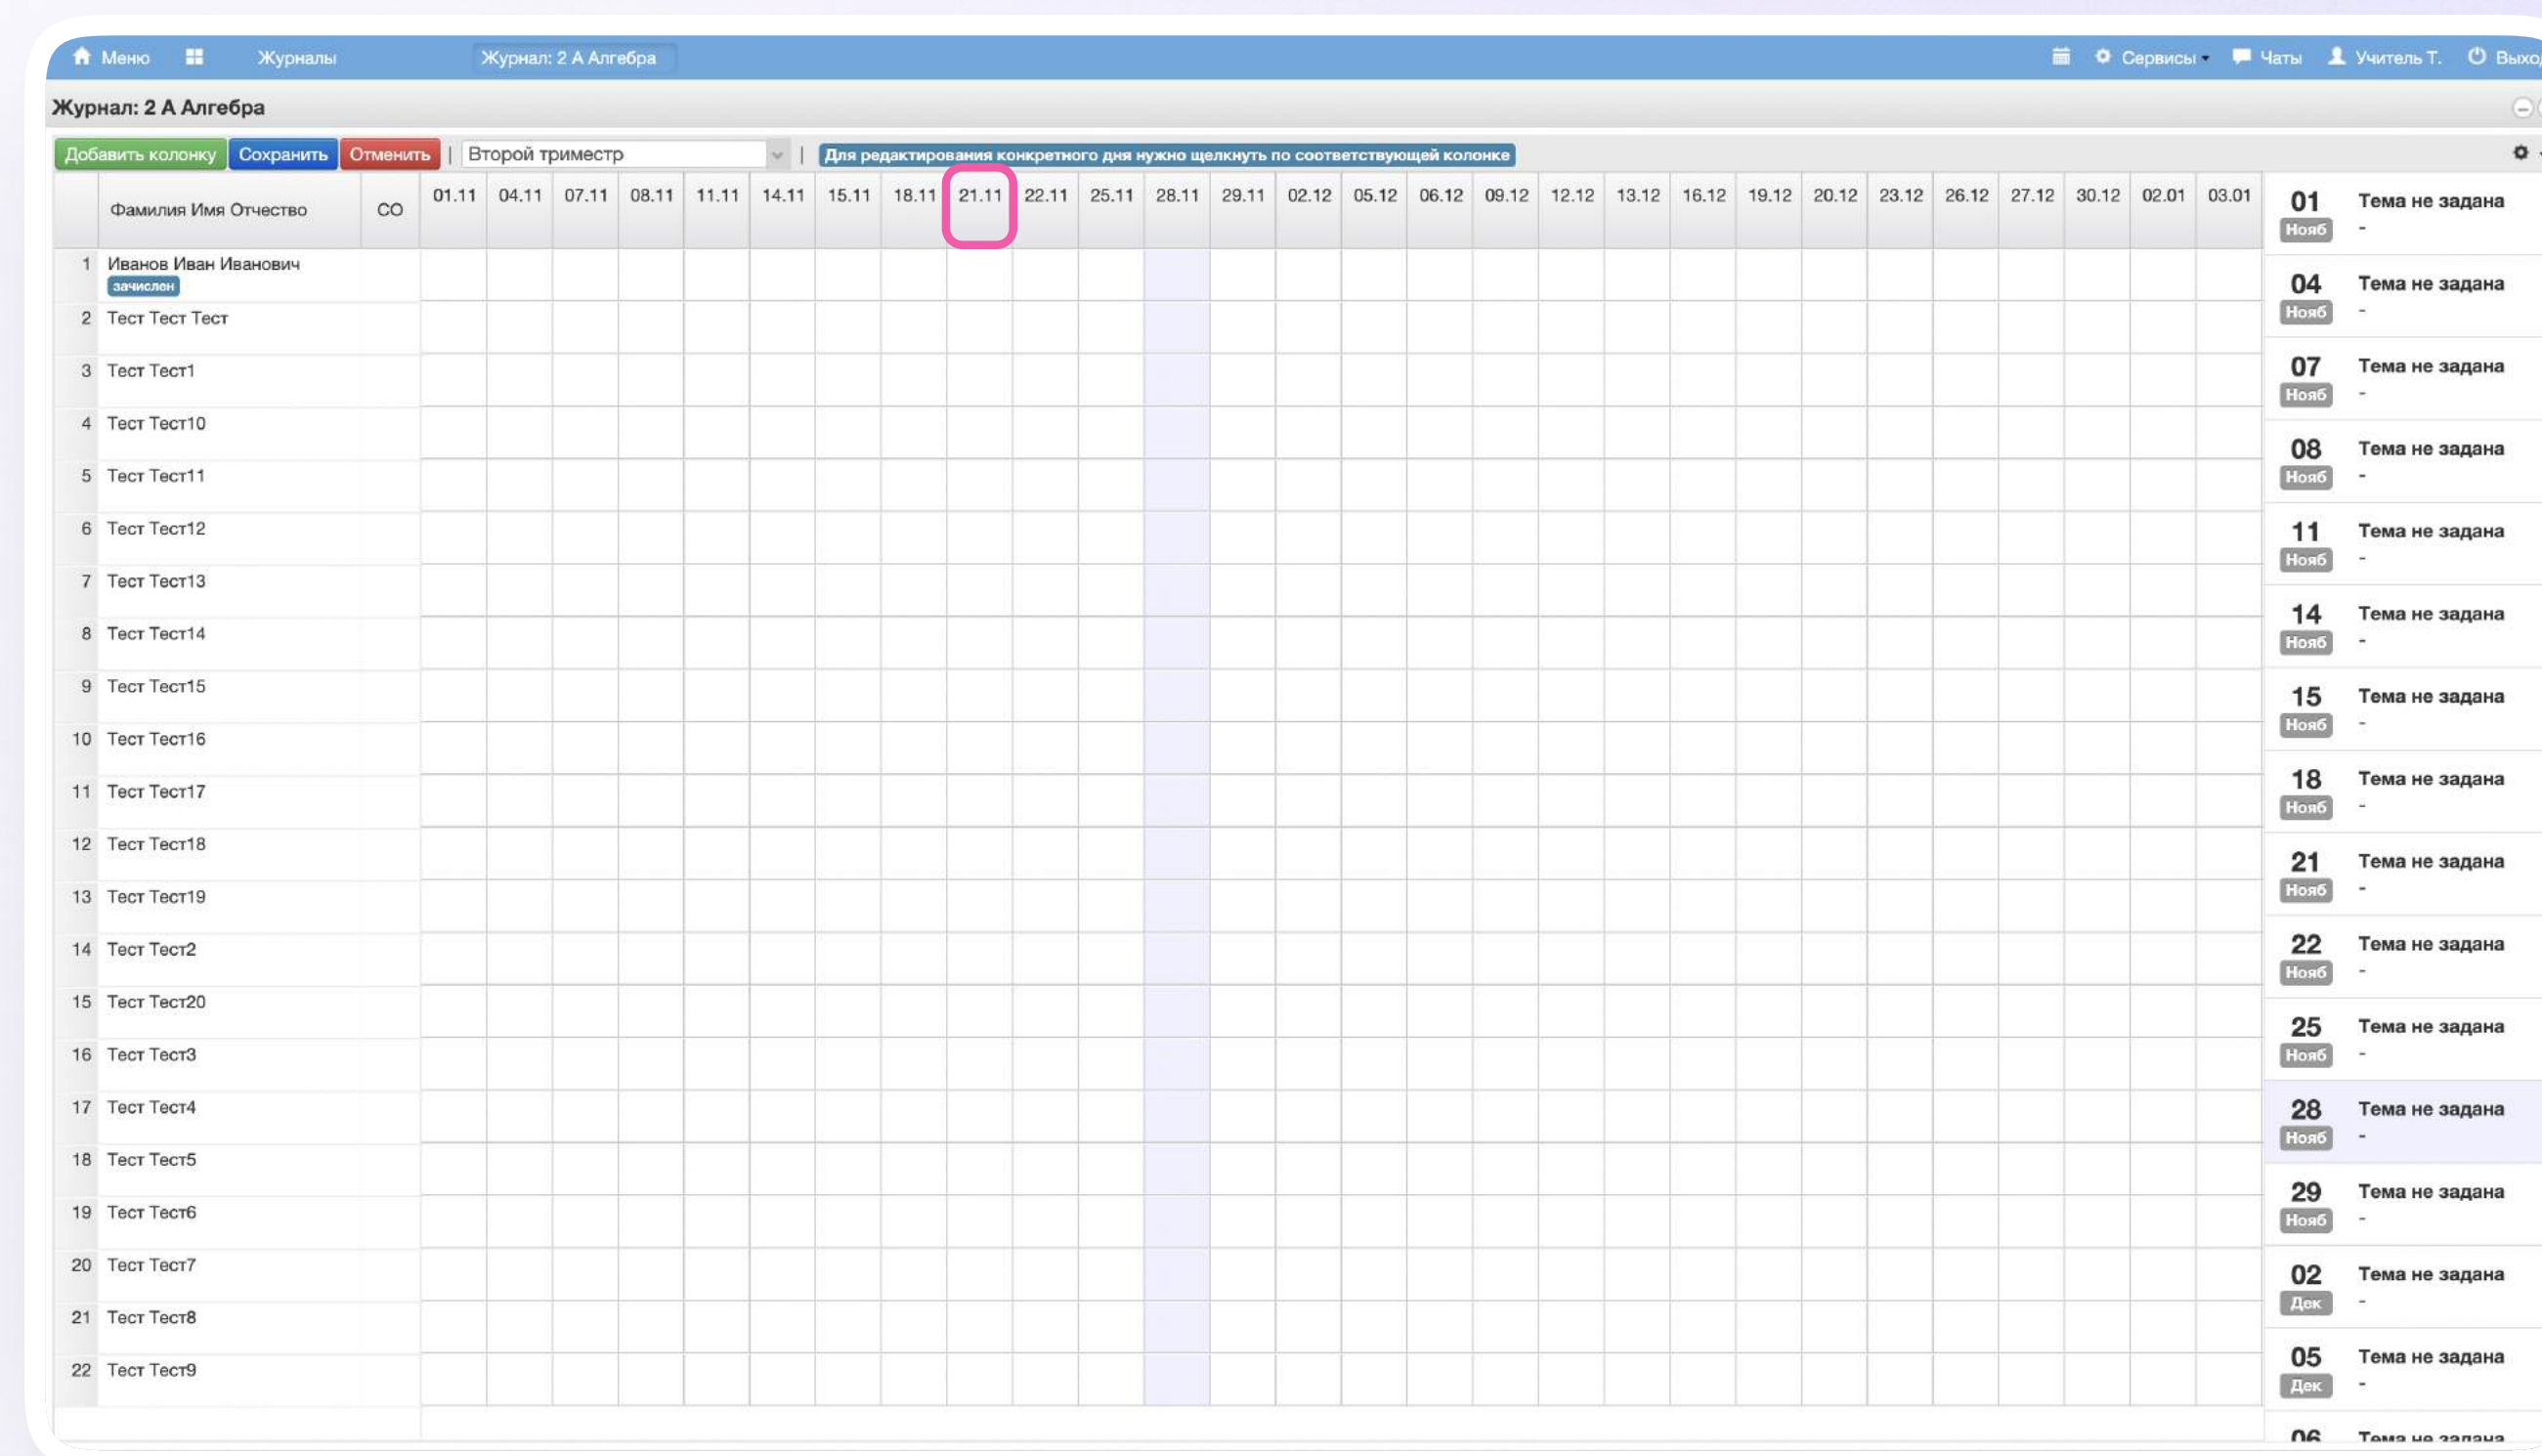 Меню Журналы Журнал: 2 А Алгебра Сервисы Чаты Учитель Т.
Журнал: 2 А Алгебра
Добавить колонку Сохранить Отменить | Второй триместр | Для редактирования конкретного дня нужно щелкнуть по соответствующей колонке
Фамилия Имя Отчество СО 01.11 04.11 07.11 08.11 11.11 14.11 15.11 18.11 21.11 22.11 25.11 28.11 29.11 02.12 05.12 06.12 09.12 12.12 13.12 16.12 19.12 20.12 23.12 26.12 27.12 30.12 02.01 03.01
1 Иванов Иван Иванович
зачислен
2 Тест Тест Тест
3 Тест Тест1
4 Тест Тест10
5 Тест Тест11
6 Тест Тест12
7 Тест Тест13
8 Тест Тест14
9 Тест Тест15
10 Тест Тест16
11 Тест Тест17
12 Тест Тест18
13 Тест Тест19
14 Тест Тест2
15 Тест Тест20
16 Тест Тест3
17 Тест Тест4
18 Тест Тест5
19 Тест Тест6
20 Тест Тест7
21 Тест Тест8
22 Тест Тест9
01 Тема не задана
Нояб -
04 Тема не задана
Нояб -
07 Тема не задана
Нояб -
08 Тема не задана
Нояб -
11 Тема не задана
Нояб -
14 Тема не задана
Нояб -
15 Тема не задана
Нояб -
18 Тема не задана
Нояб -
21 Тема не задана
Нояб -
22 Тема не задана
Нояб -
25 Тема не задана
Нояб -
28 Тема не задана
Нояб -
29 Тема не задана
Нояб -
02 Тема не задана
Дек -
05 Тема не задана
Дек -
06 Тема не задана